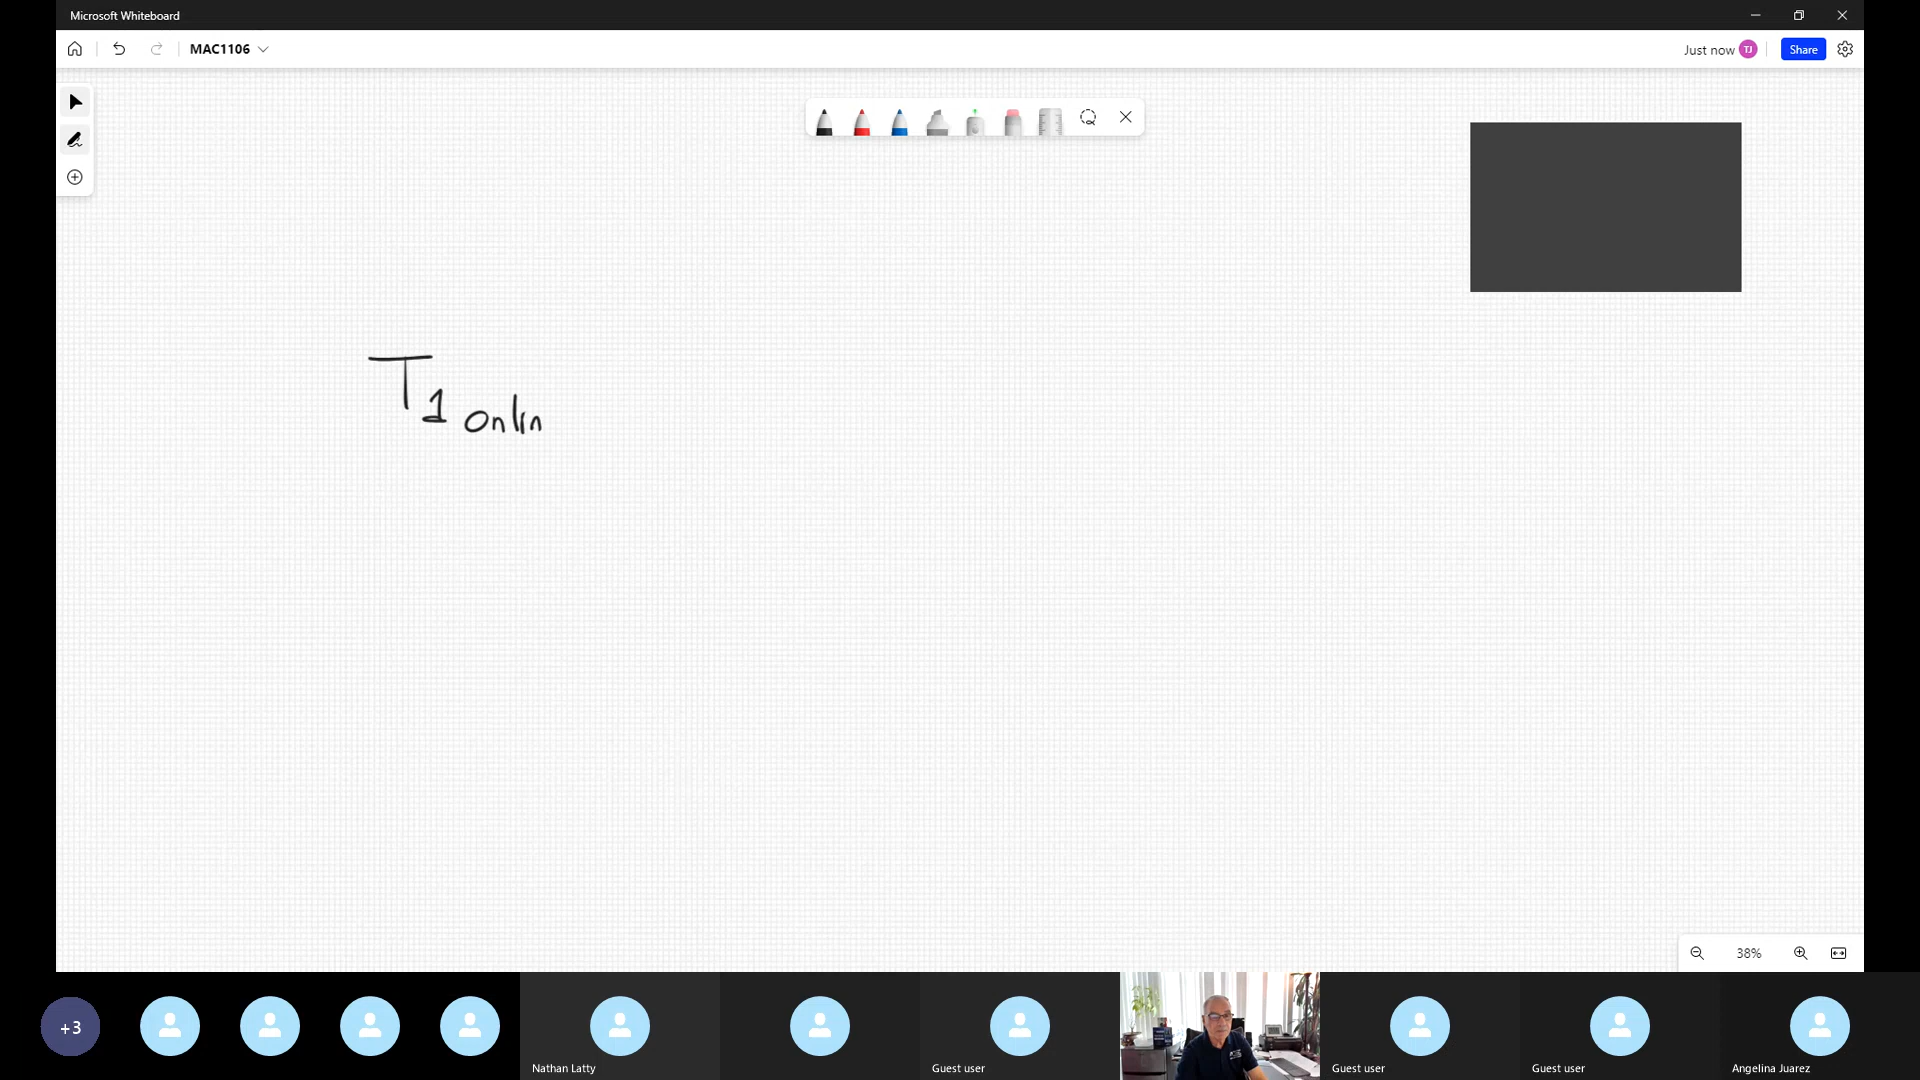 Microsoft Whiteboard
MAC1106
Just now TJ Share
T1 onlin
38%
+3
Nathan Latty
Guest user
Guest user
Guest user
Angelina Juarez